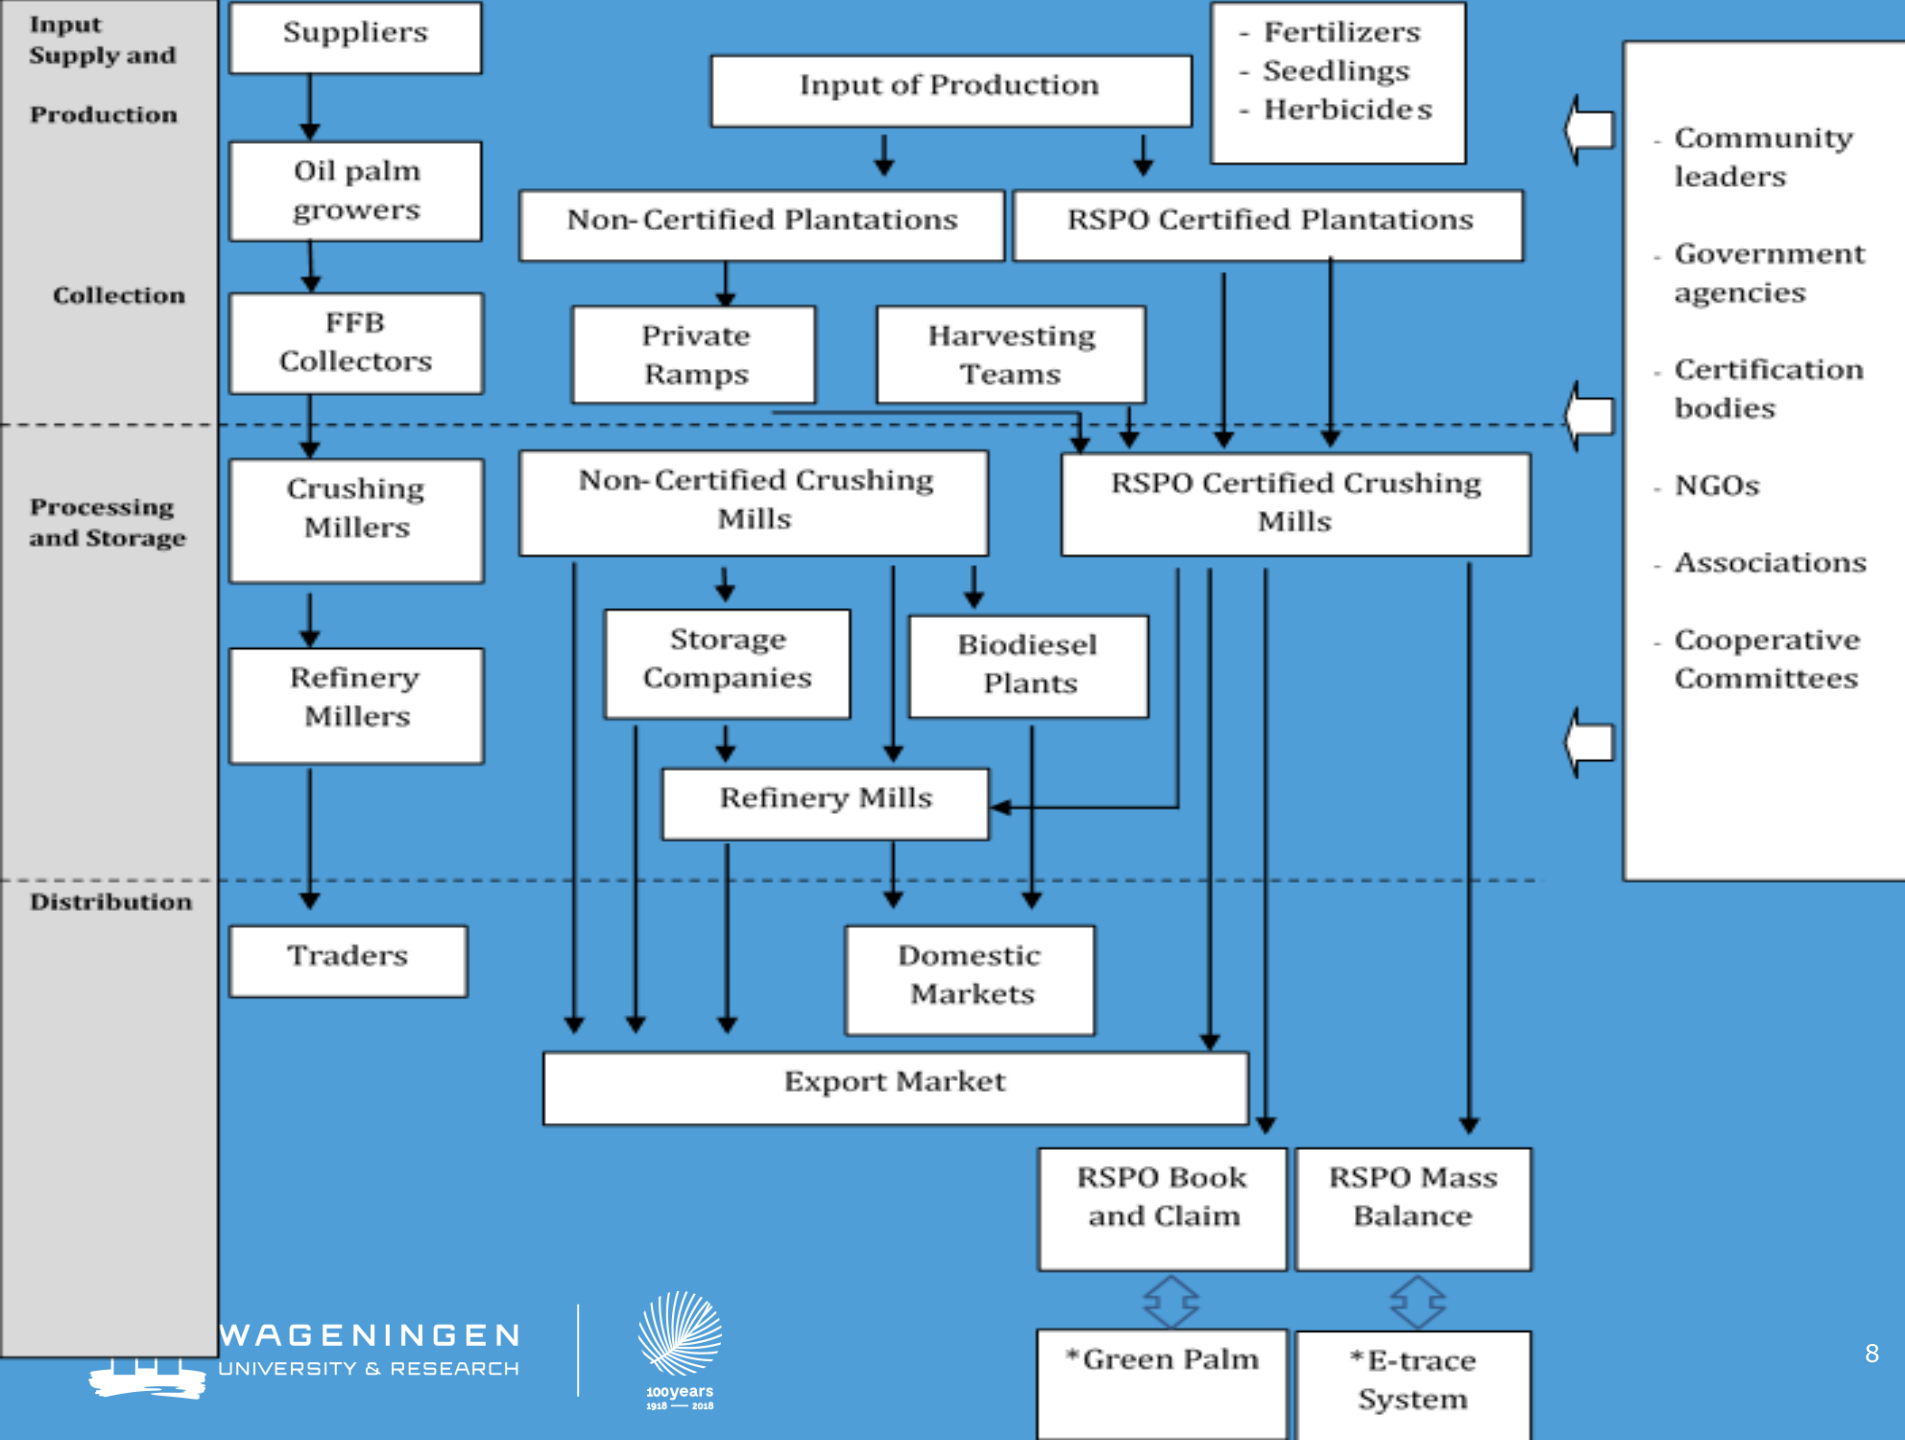 Input
Supply and
Production
Collection
Processing
and Storage
Distribution
Suppliers
Oil palm
growers
FFB
Collectors
Crushing
Millers
Refinery
Millers
Traders
Input of Production
- Fertilizers
- Seedlings
- Herbicides
Non-Certified Plantations
RSPO Certified Plantations
Private
Ramps
Harvesting
Teams
Non-Certified Crushing
Mills
RSPO Certified Crushing
Mills
Storage
Companies
Biodiesel
Plants
Refinery Mills
Domestic
Markets
Export Market
RSPO Book
and Claim
RSPO Mass
Balance
*Green Palm
*E-trace
System
- Community
leaders
- Government
agencies
- Certification
bodies
- NGOs
- Associations
- Cooperative
Committees
WAGENINGEN
UNIVERSITY & RESEARCH
100years
1918 — 2018
8